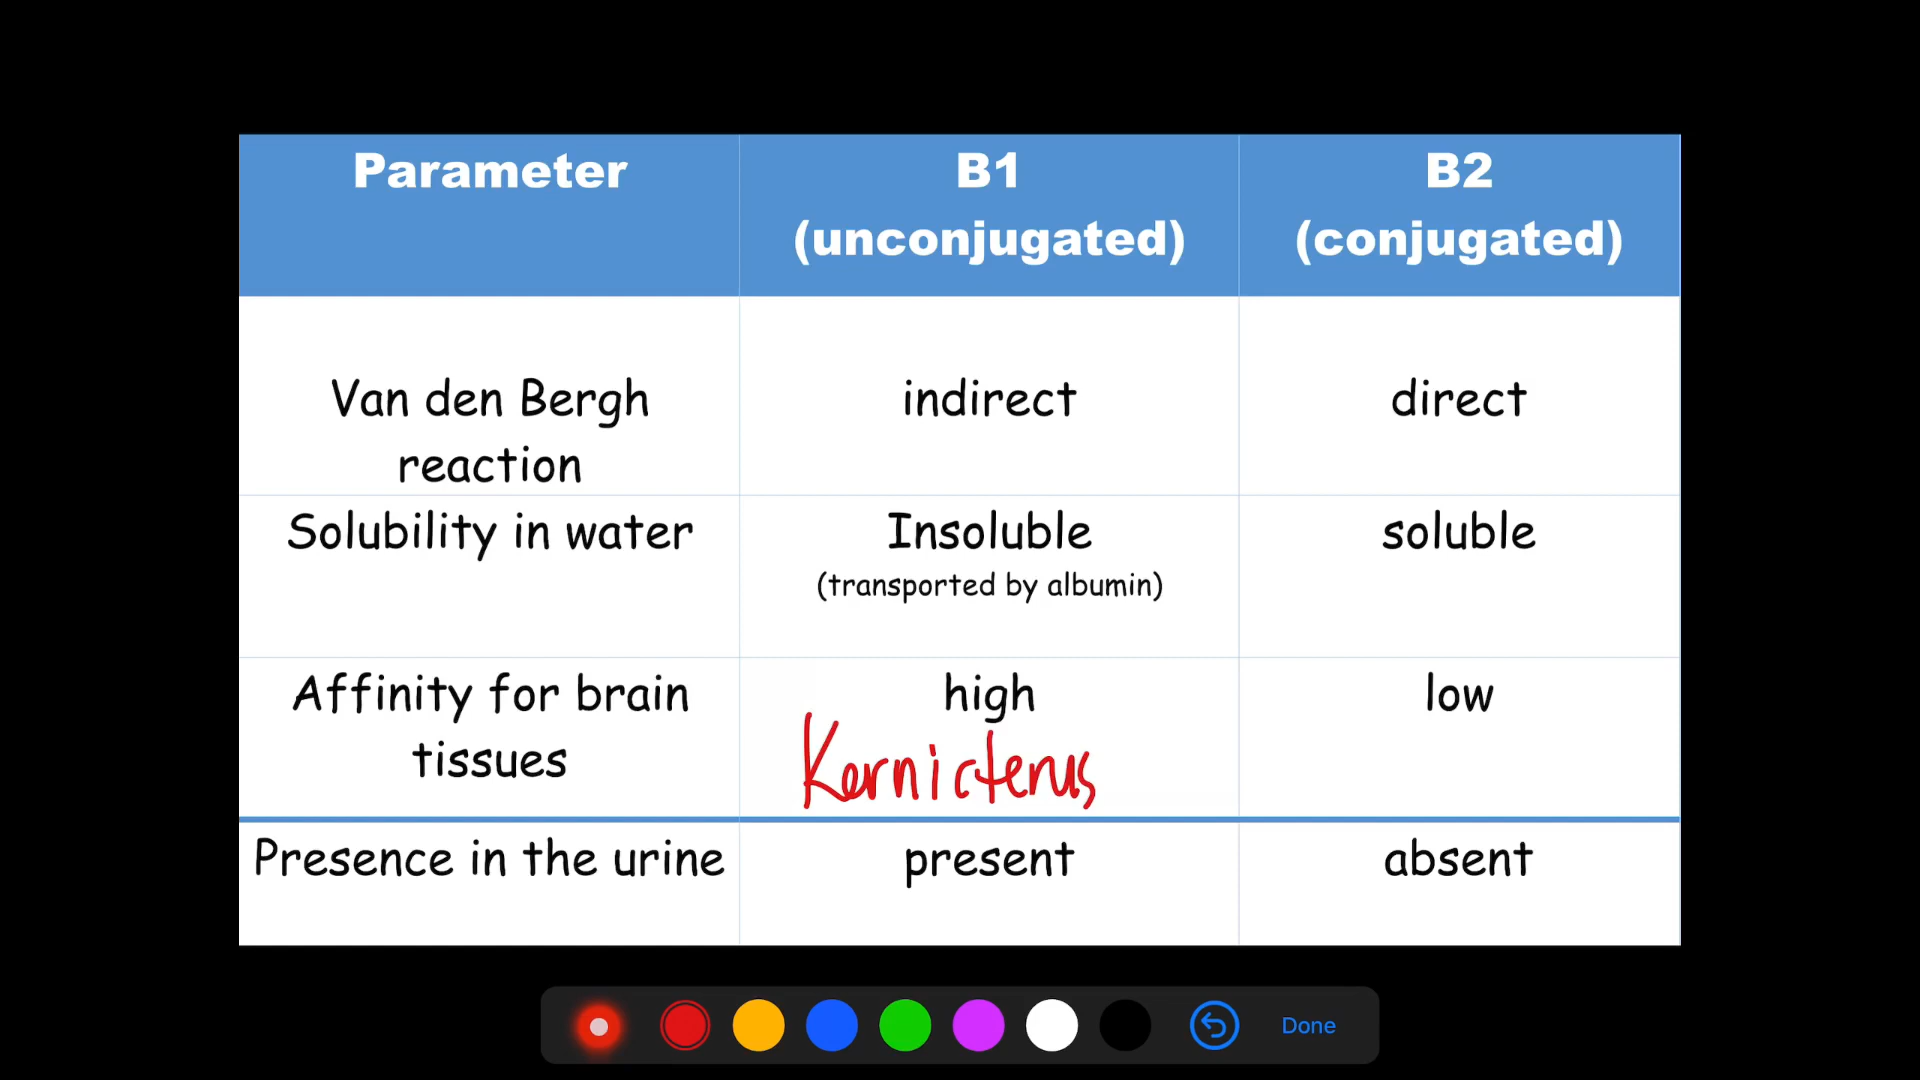 Parameter
B1
(unconjugated)
B2
(conjugated)
Van den Bergh
reaction
indirect
direct
Solubility in water
Insoluble
(transported by albumin)
soluble
Affinity for brain
tissues
high
Kernicterus
low
Presence in the urine
present
absent
Done